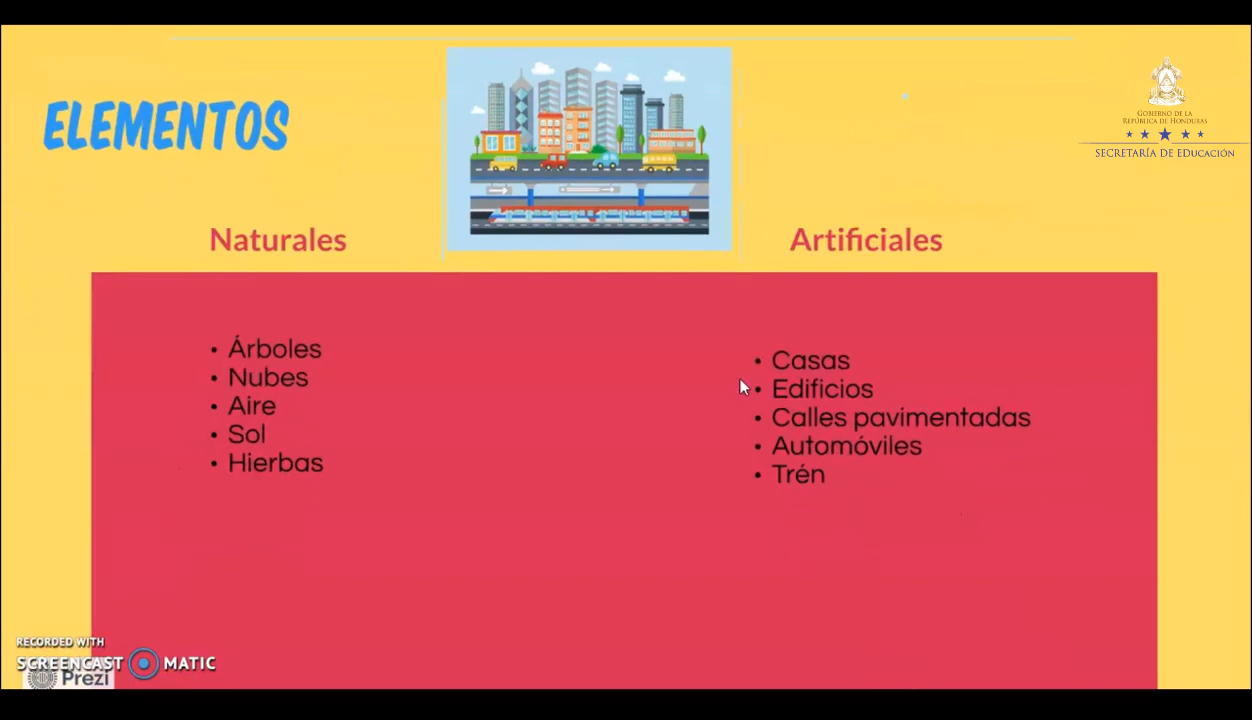 ELEMENTOS
GOBIERNO DE LA
REPÚBLICA DE HONDURAS
SECRETARÍA DE EDUCACIÓN
Naturales
Artificiales
• Árboles
• Nubes
• Aire
• Sol
• Hierbas
• Casas
• Edificios
• Calles pavimentadas
• Automóviles
• Trén
RECORDED WITH
SCREENCAST MATIC
Prezi